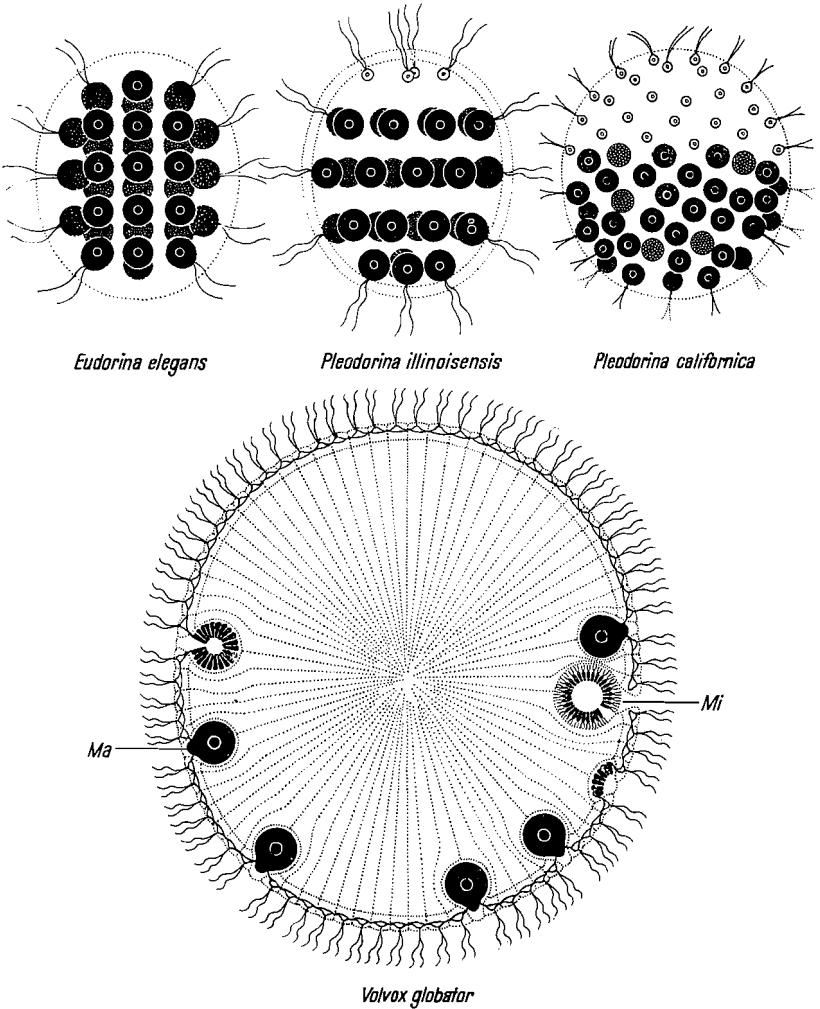 Eudorina elegans
Pleodorina illinoisensis
Pleodorina californica
Mi
Ma
Volvox globator